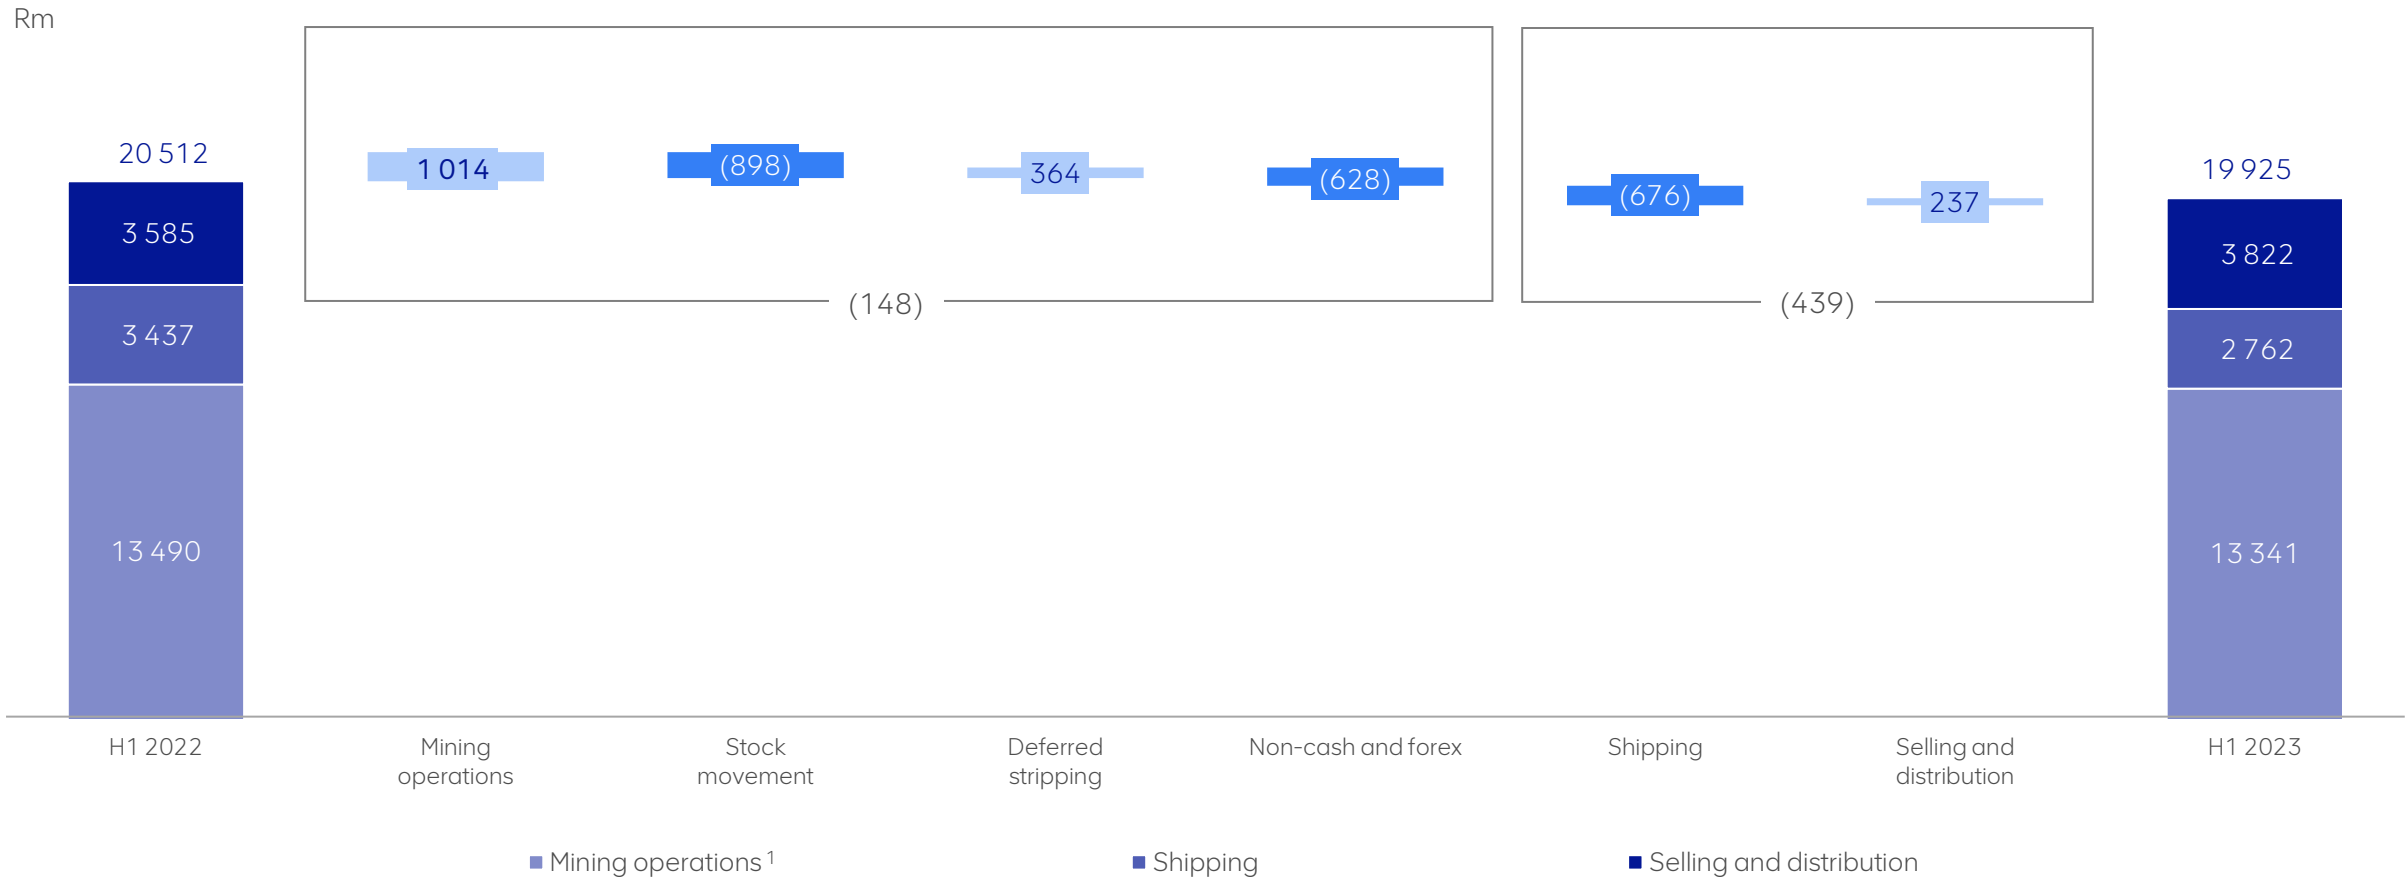 Rm
20 512
3 585
3 437
13 490
1 014
(898)
364
(628)
(148)
(676)
237
(439)
19 925
3 822
2 762
13 341
H1 2022
Mining
operations
Stock
movement
Deferred
stripping
Non-cash and forex
Shipping
Selling and
distribution
H1 2023
Mining operations 1
Shipping
Selling and distribution